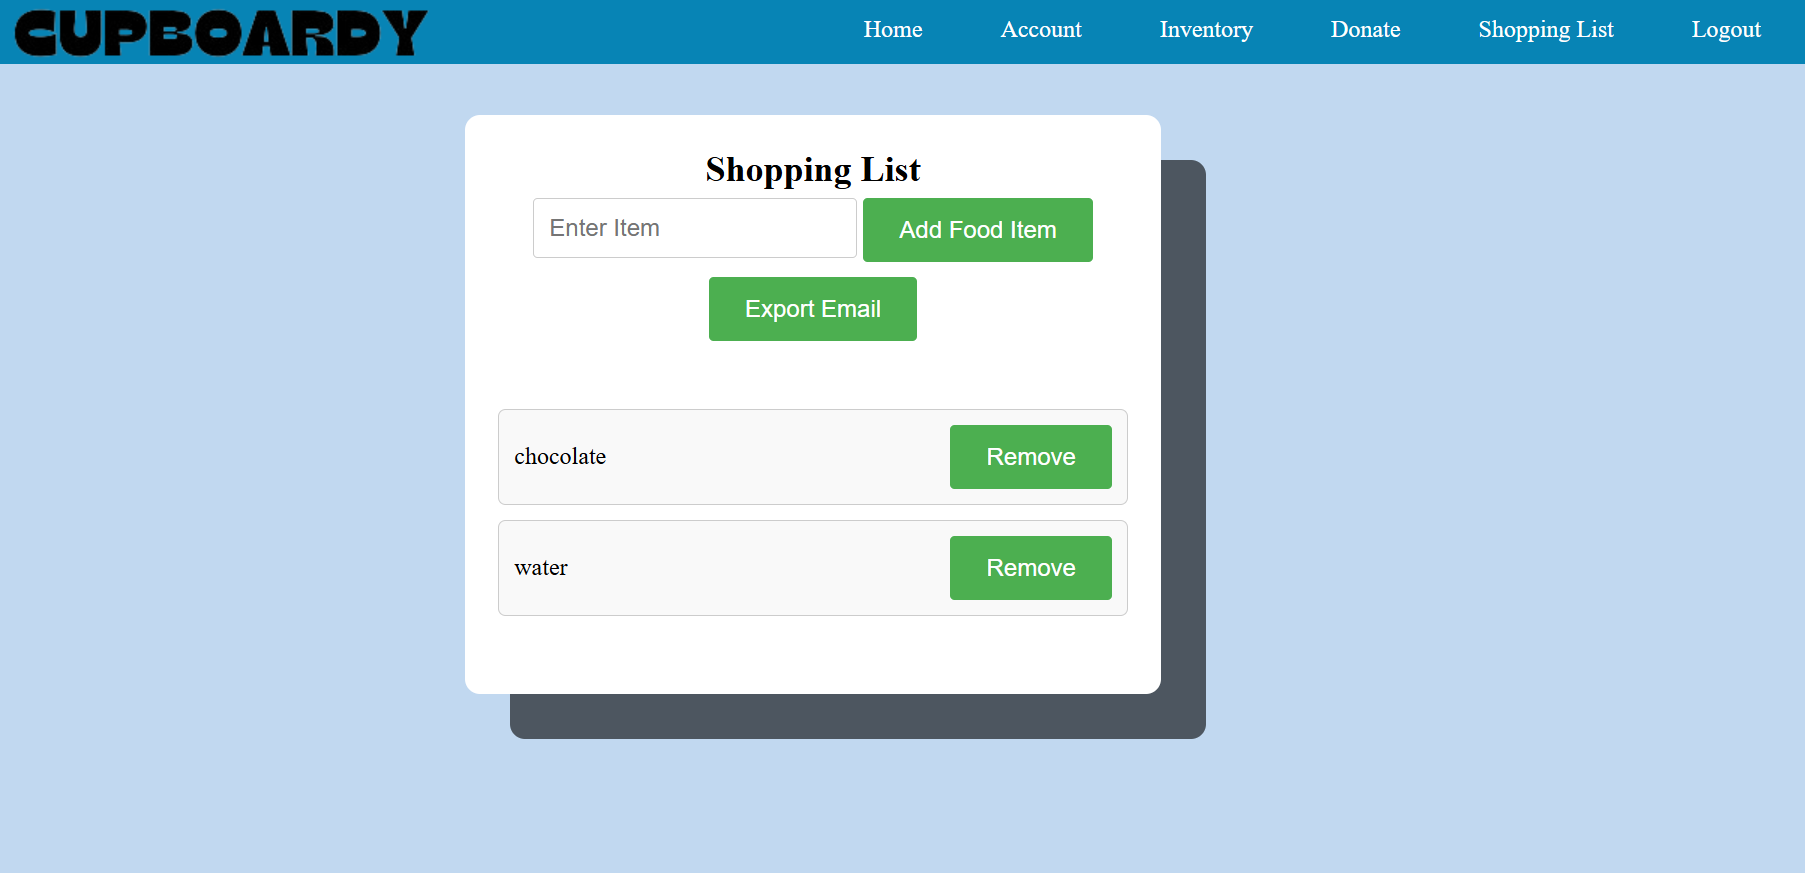 CUPBOARDY Home Account Inventory Donate Shopping List Logout
Shopping List
Enter Item Add Food Item
Export Email
chocolate Remove
water Remove